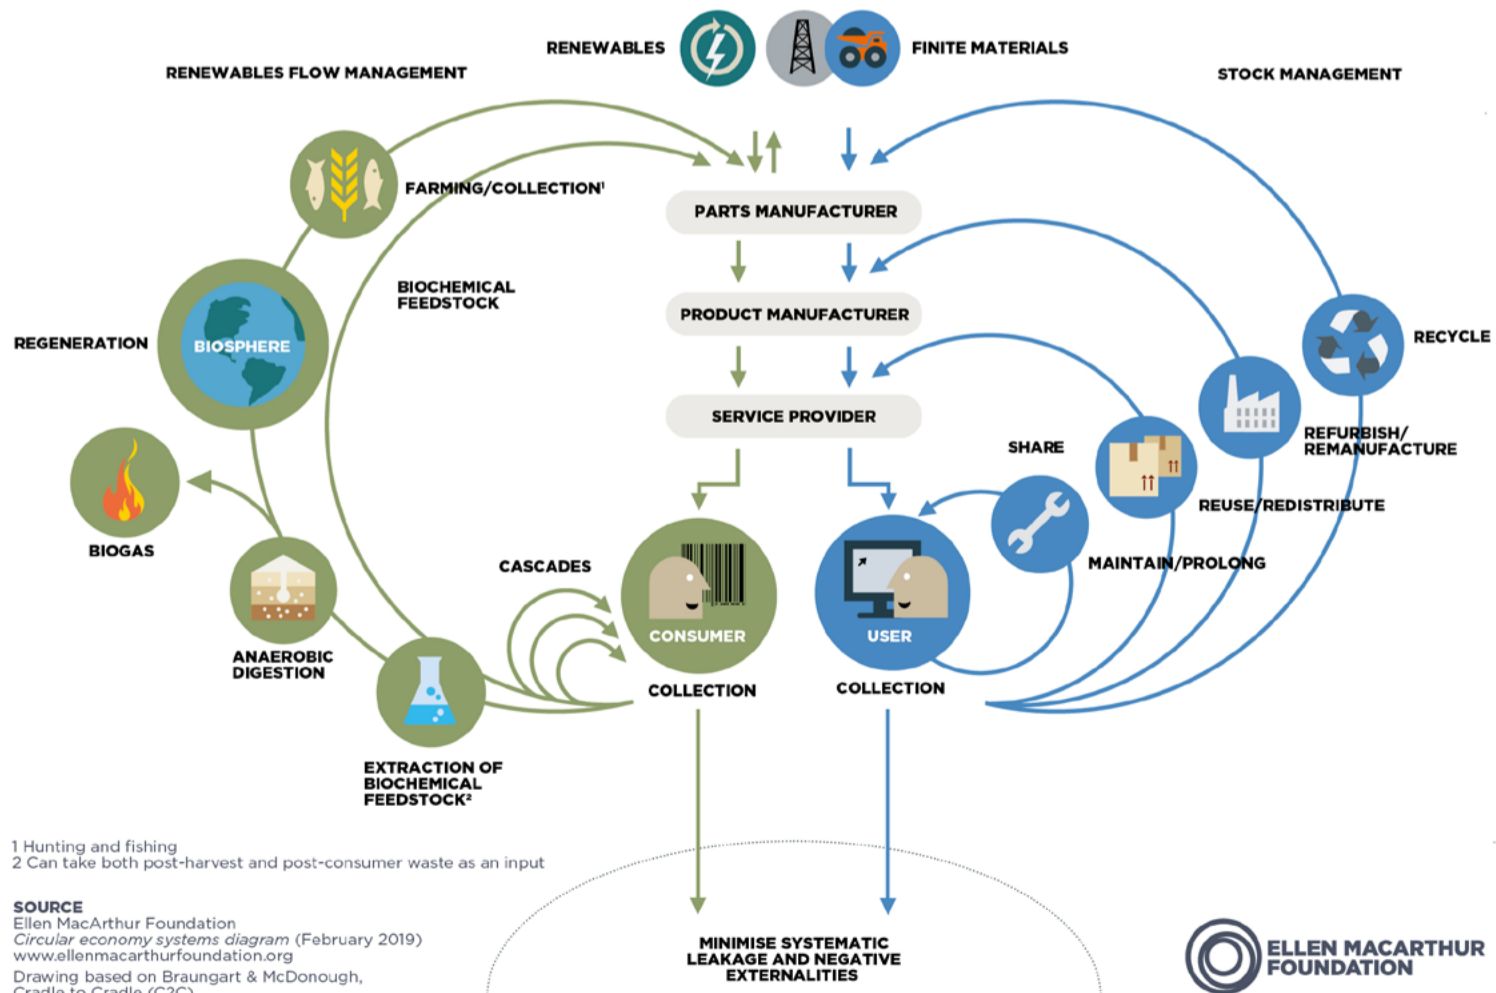 RENEWABLES
FINITE MATERIALS
RENEWABLES FLOW MANAGEMENT
STOCK MANAGEMENT
FARMING/COLLECTION¹
PARTS MANUFACTURER
BIOCHEMICAL
FEEDSTOCK
PRODUCT MANUFACTURER
REGENERATION
BIOSPHERE
RECYCLE
SERVICE PROVIDER
SHARE
REFURBISH/
REMANUFACTURE
REUSE/REDISTRIBUTE
BIOGAS
CASCADES
MAINTAIN/PROLONG
CONSUMER
USER
ANAEROBIC
DIGESTION
COLLECTION
COLLECTION
EXTRACTION OF
BIOCHEMICAL
FEEDSTOCK²
1 Hunting and fishing
2 Can take both post-harvest and post-consumer waste as an input
SOURCE
Ellen MacArthur Foundation
Circular economy systems diagram (February 2019)
www.ellenmacarthurfoundation.org
Drawing based on Braungart & McDonough,
Cradle to Cradle (C2C)
MINIMISE SYSTEMATIC
LEAKAGE AND NEGATIVE
EXTERNALITIES
ELLEN MACARTHUR
FOUNDATION